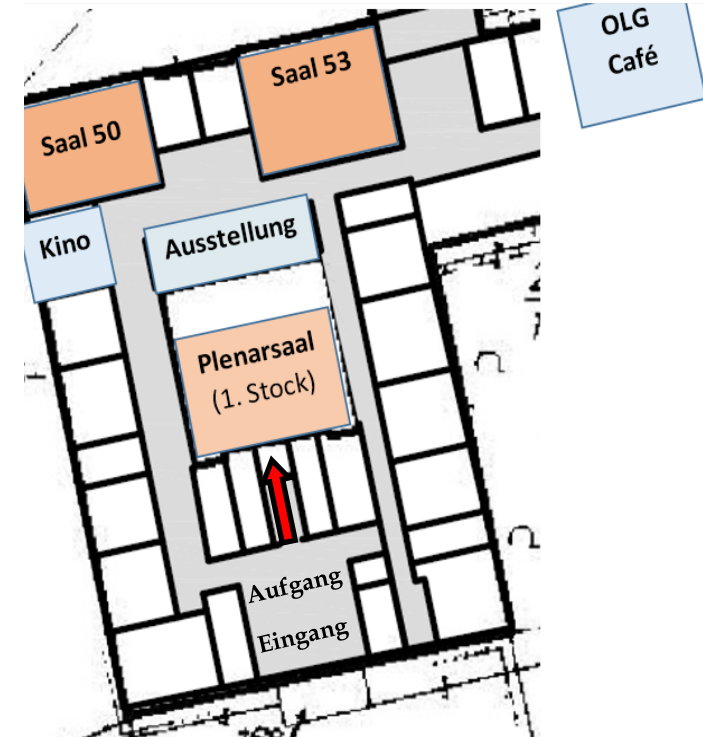 OLG
Café
Saal 53
Saal 50
Kino
Ausstellung
Plenarsaal
(1. Stock)
Aufgang
Eingang